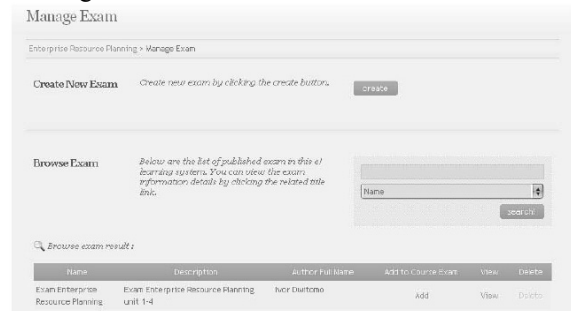 Manage Exam
Enterprise Resource Planning > Manage Exam
Create New Exam
Create new exam by clicking the create button.
create
Browse Exam
Below are the list of published exam in this e/
learning system. You can view the exam
information details by clicking the related title
link.
Name
search!
Browse exam result :
Name Description Author Full Name Add to Course Exam View Delete
Exam Enterprise Exam Enterprise Resource Planning Ivor Dwitomo Add View Delete
Resource Planning unit 1-4